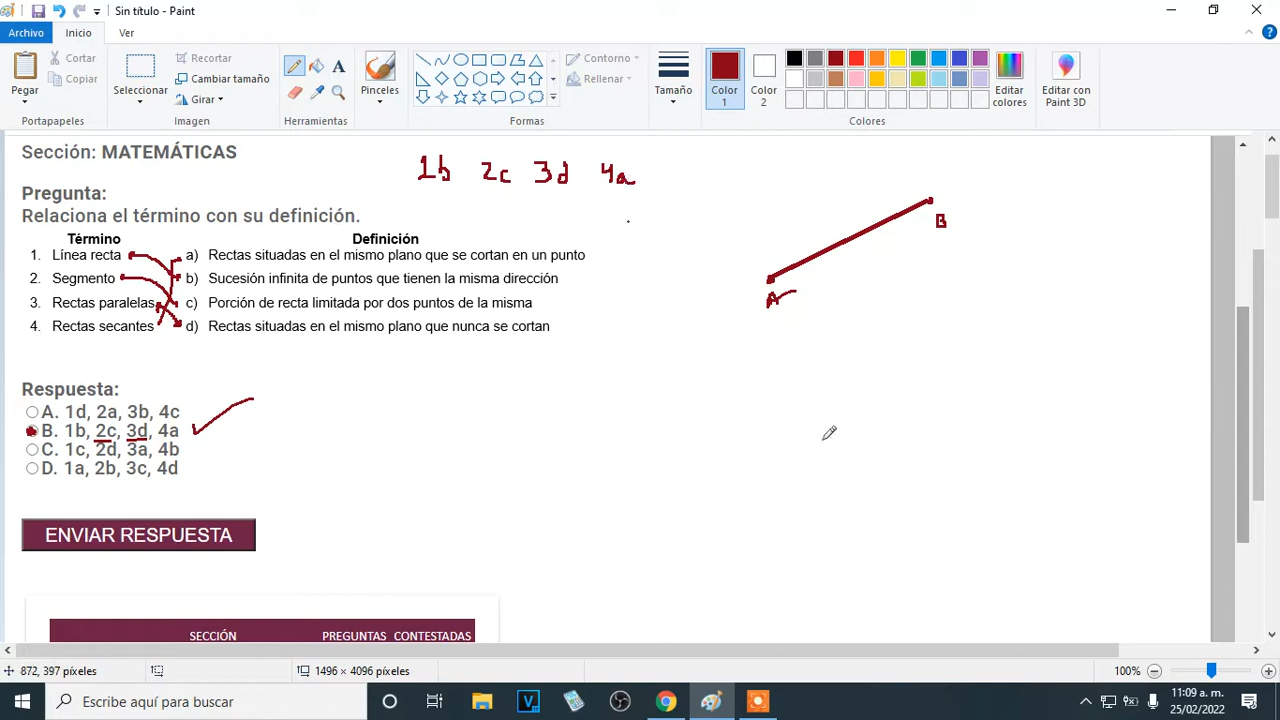 Sin título - Paint
Archivo Inicio Ver
Pegar
Seleccionar
Recortar
Copiar
Cambiar tamaño
Girar
A
Pinceles
Contorno
Rellenar
Tamaño
Color 1
Color 2
Editar colores
Editar con Paint 3D
Portapapeles Imagen Herramientas Formas Colores
Sección: MATEMÁTICAS
1b 2c 3d 4a
Pregunta:
Relaciona el término con su definición.
Término Definición
1. Línea recta a) Rectas situadas en el mismo plano que se cortan en un punto
2. Segmento b) Sucesión infinita de puntos que tienen la misma dirección
3. Rectas paralelas c) Porción de recta limitada por dos puntos de la misma
4. Rectas secantes d) Rectas situadas en el mismo plano que nunca se cortan
B
A
Respuesta:
A. 1d, 2a, 3b, 4c
B. 1b, 2c, 3d, 4a
C. 1c, 2d, 3a, 4b
D. 1a, 2b, 3c, 4d
ENVIAR RESPUESTA
SECCIÓN PREGUNTAS CONTESTADAS
872, 397 píxeles 1496 × 4096 píxeles 100%
Escribe aquí para buscar
11:09 a. m.
25/02/2022